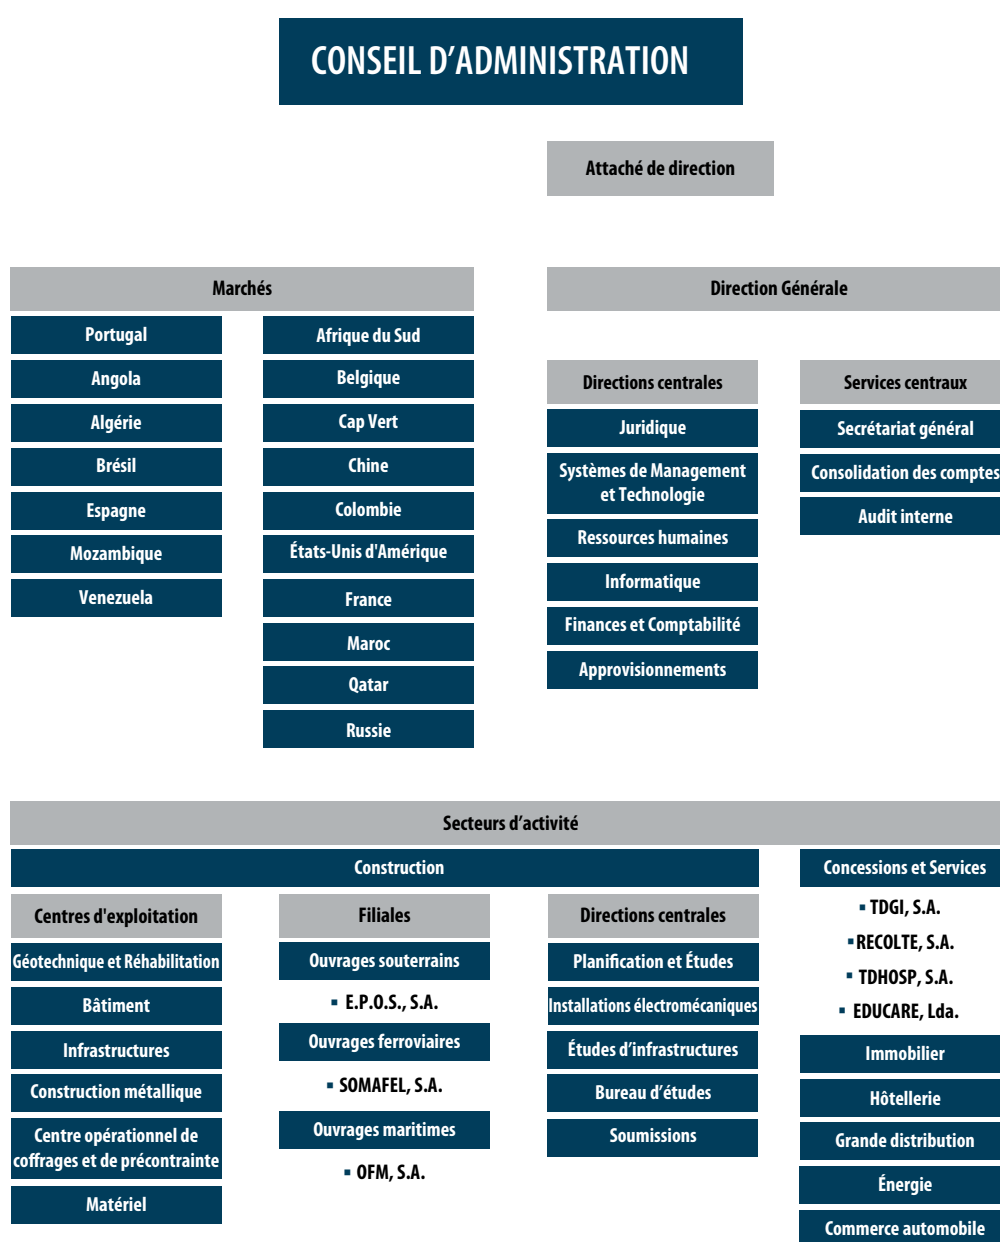 CONSEIL D’ADMINISTRATION
Attaché de direction
Marchés
Portugal
Angola
Algérie
Brésil
Espagne
Mozambique
Venezuela
Afrique du Sud
Belgique
Cap Vert
Chine
Colombie
États-Unis d'Amérique
France
Maroc
Qatar
Russie
Direction Générale
Directions centrales
Juridique
Systèmes de Management
et Technologie
Ressources humaines
Informatique
Finances et Comptabilité
Approvisionnements
Services centraux
Secrétariat général
Consolidation des comptes
Audit interne
Secteurs d’activité
Construction
Centres d'exploitation
Géotechnique et Réhabilitation
Bâtiment
Infrastructures
Construction métallique
Centre opérationnel de
coffrages et de précontrainte
Matériel
Filiales
Ouvrages souterrains
▪ E.P.O.S., S.A.
Ouvrages ferroviaires
▪ SOMAFEL, S.A.
Ouvrages maritimes
▪ OFM, S.A.
Directions centrales
Planification et Études
Installations électromécaniques
Études d’infrastructures
Bureau d’études
Soumissions
Concessions et Services
▪ TDGI, S.A.
▪ RECOLTE, S.A.
▪ TDHOSP, S.A.
▪ EDUCARE, Lda.
Immobilier
Hôtellerie
Grande distribution
Énergie
Commerce automobile